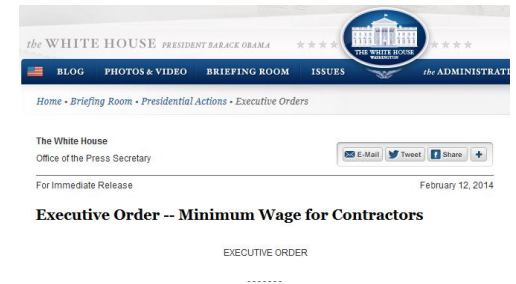 the WHITE HOUSE PRESIDENT BARACK OBAMA
THE WHITE HOUSE
WASHINGTON
BLOG PHOTOS & VIDEO BRIEFING ROOM ISSUES the ADMINISTRATI
Home • Briefing Room • Presidential Actions • Executive Orders
The White House
Office of the Press Secretary
E-Mail Tweet Share +
For Immediate Release February 12, 2014
Executive Order -- Minimum Wage for Contractors
EXECUTIVE ORDER
- - - - - - -